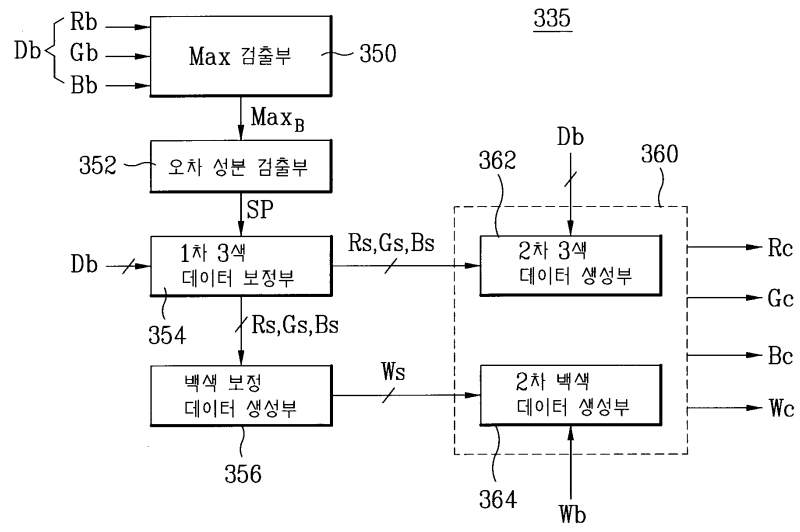 335
Db
Rb
Gb
Bb
Max 검출부
350
MaxB
352
오차 성분 검출부
SP
Db
1차 3색
데이터 보정부
354
Rs,Gs,Bs
Rs,Gs,Bs
백색 보정
데이터 생성부
356
Ws
Db
362
360
2차 3색
데이터 생성부
2차 백색
데이터 생성부
364
Wb
Rc
Gc
Bc
Wc